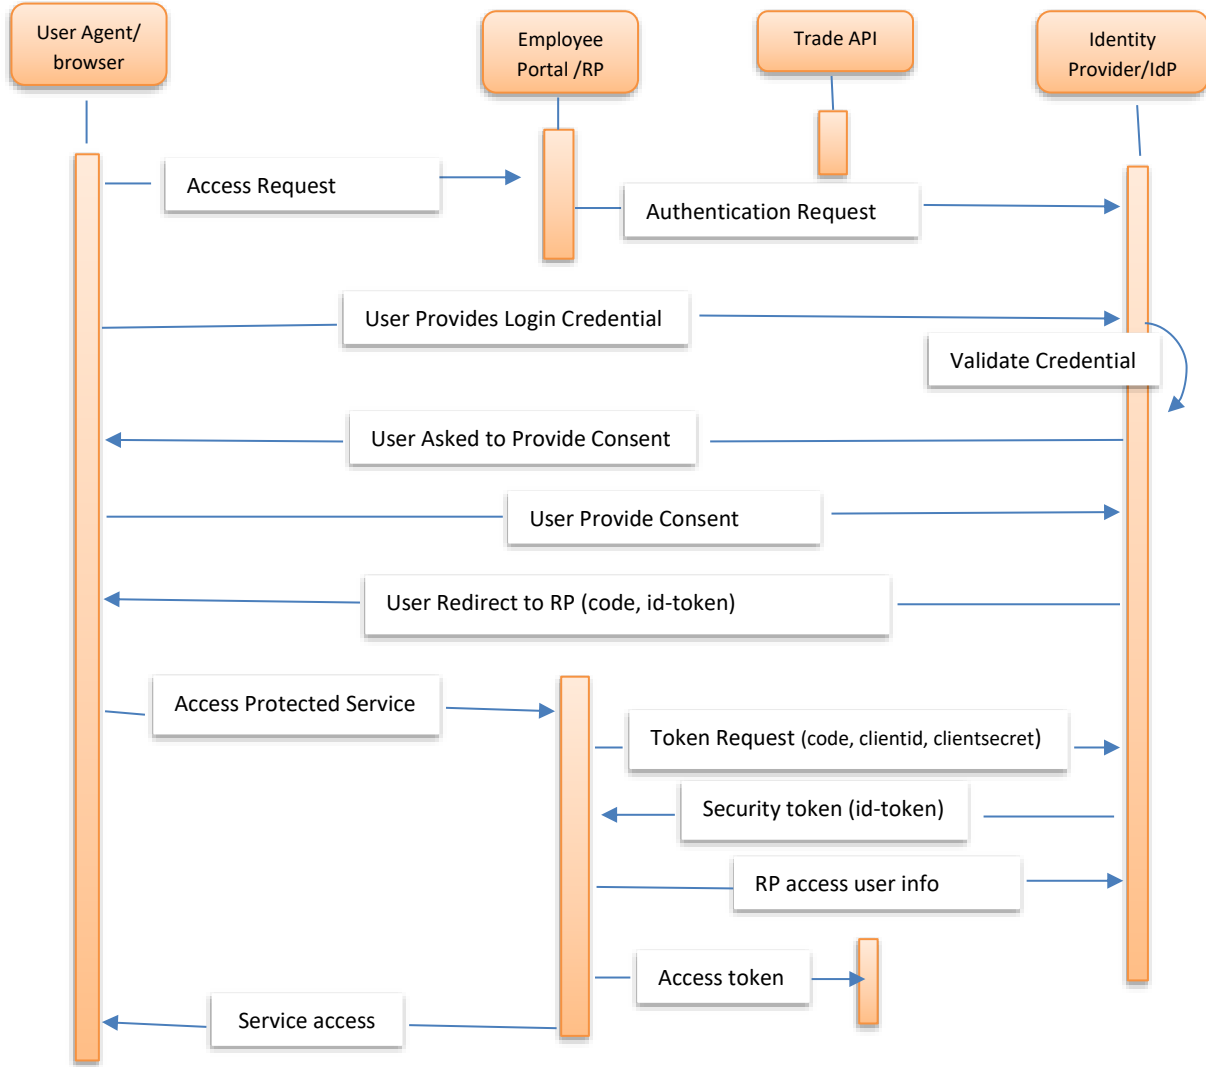 User Agent/
browser
Employee
Portal /RP
Trade API
Identity
Provider/IdP
Access Request
Authentication Request
User Provides Login Credential
Validate Credential
User Asked to Provide Consent
User Provide Consent
User Redirect to RP (code, id-token)
Access Protected Service
Token Request (code, clientid, clientsecret)
Security token (id-token)
RP access user info
Access token
Service access